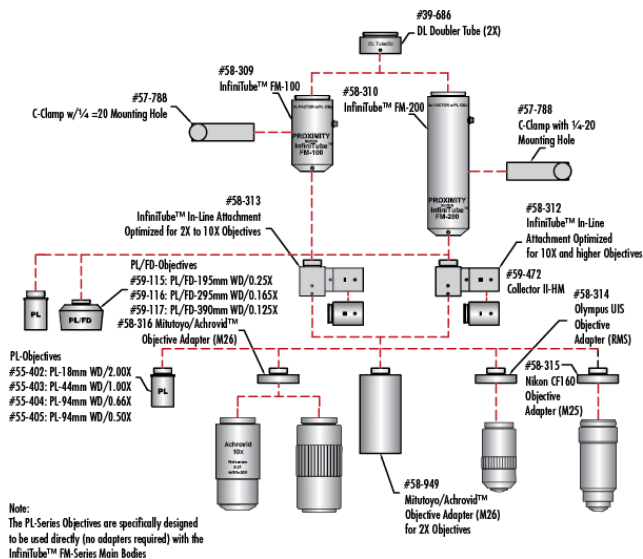 #39-686
DL Doubler Tube (2X)
DL Tube2x
#58-309
InfiniTube™ FM-100
#58-310
InfiniTube™ FM-200
#57-788
C-Clamp w/¼ =20 Mounting Hole
#57-788
C-Clamp with ¼-20
Mounting Hole
PROXIMITY
InfiniTube™
FM-100
PROXIMITY
InfiniTube™
FM-200
#58-313
InfiniTube™ In-Line Attachment
Optimized for 2X to 10X Objectives
#58-312
InfiniTube™ In-Line
Attachment Optimized
for 10X and higher Objectives
#59-472
Collector II-HM
PL/FD-Objectives
#59-115: PL/FD-195mm WD/0.25X
#59-116: PL/FD-295mm WD/0.165X
#59-117: PL/FD-390mm WD/0.125X
PL
PL/FD
#58-316 Mitutoyo/Achrovid™
Objective Adapter (M26)
#58-314
Olympus UIS
Objective
Adapter (RMS)
#58-315
Nikon CF160
Objective
Adapter (M25)
PL-Objectives
#55-402: PL-18mm WD/2.00X
#55-403: PL-44mm WD/1.00X
#55-404: PL-94mm WD/0.66X
#55-405: PL-94mm WD/0.50X
PL
Achrovid
10x
#58-949
Mitutoyo/Achrovid™
Objective Adapter (M26)
for 2X Objectives
Note:
The PL-Series Objectives are specifically designed
to be used directly (no adapters required) with the
InfiniTube™ FM-Series Main Bodies